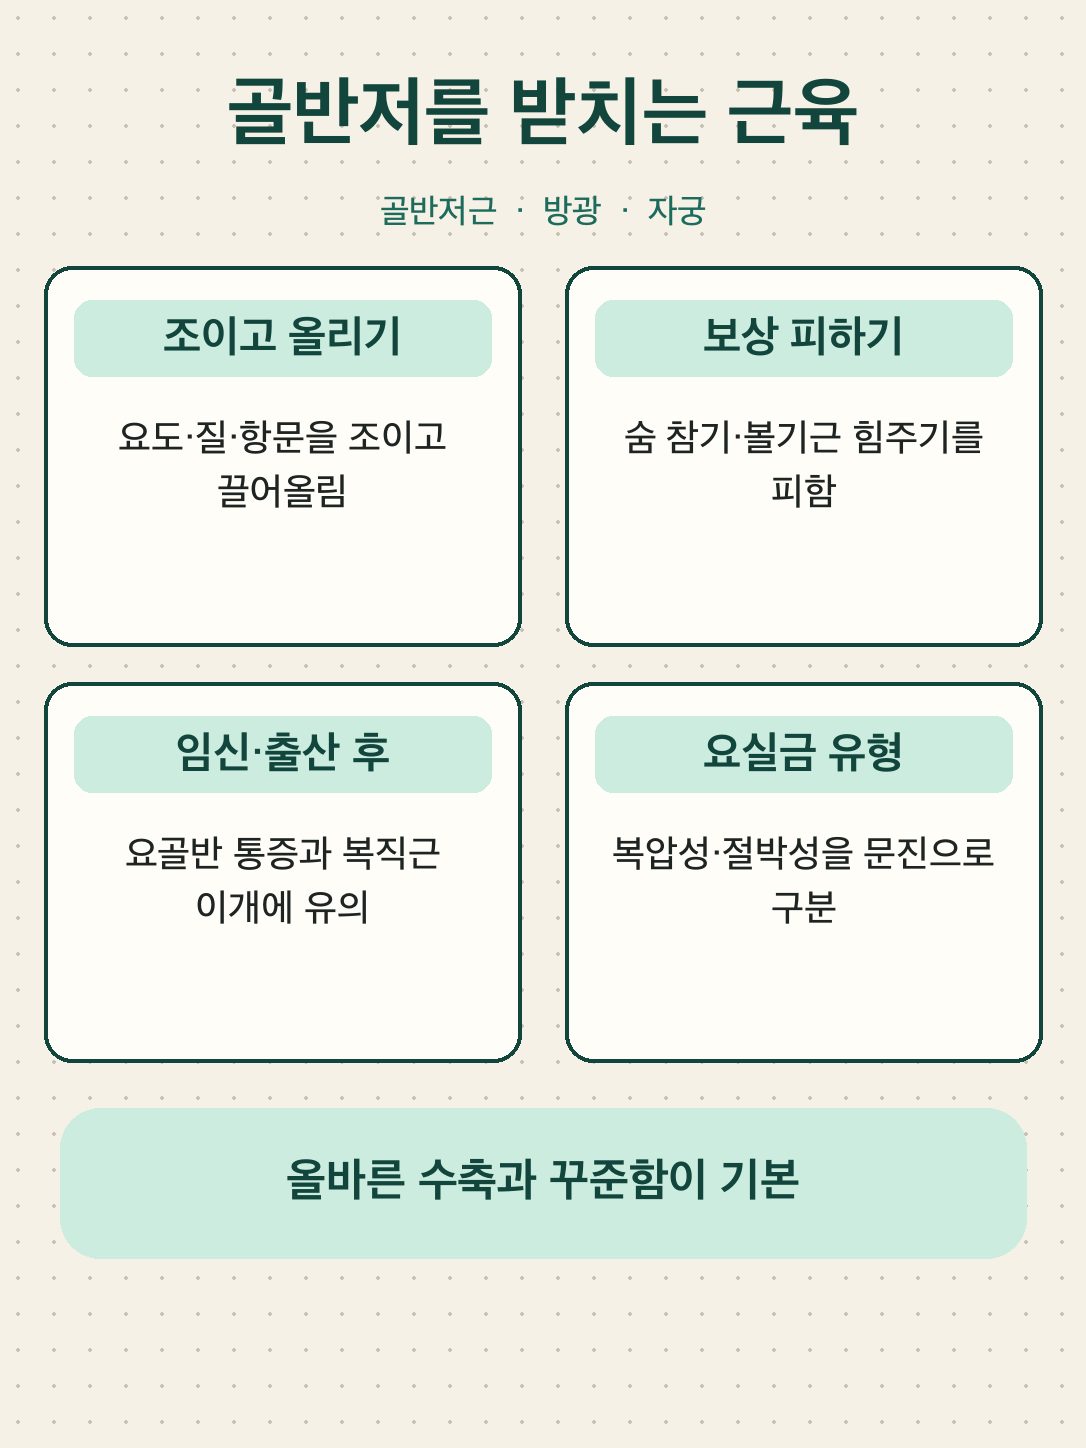 골반저를 받치는 근육
골반저근 · 방광 · 자궁
조이고 올리기
요도·질·항문을 조이고
끌어올림
보상 피하기
숨 참기·볼기근 힘주기를
피함
임신·출산 후
요골반 통증과 복직근
이개에 유의
요실금 유형
복압성·절박성을 문진으로
구분
올바른 수축과 꾸준함이 기본